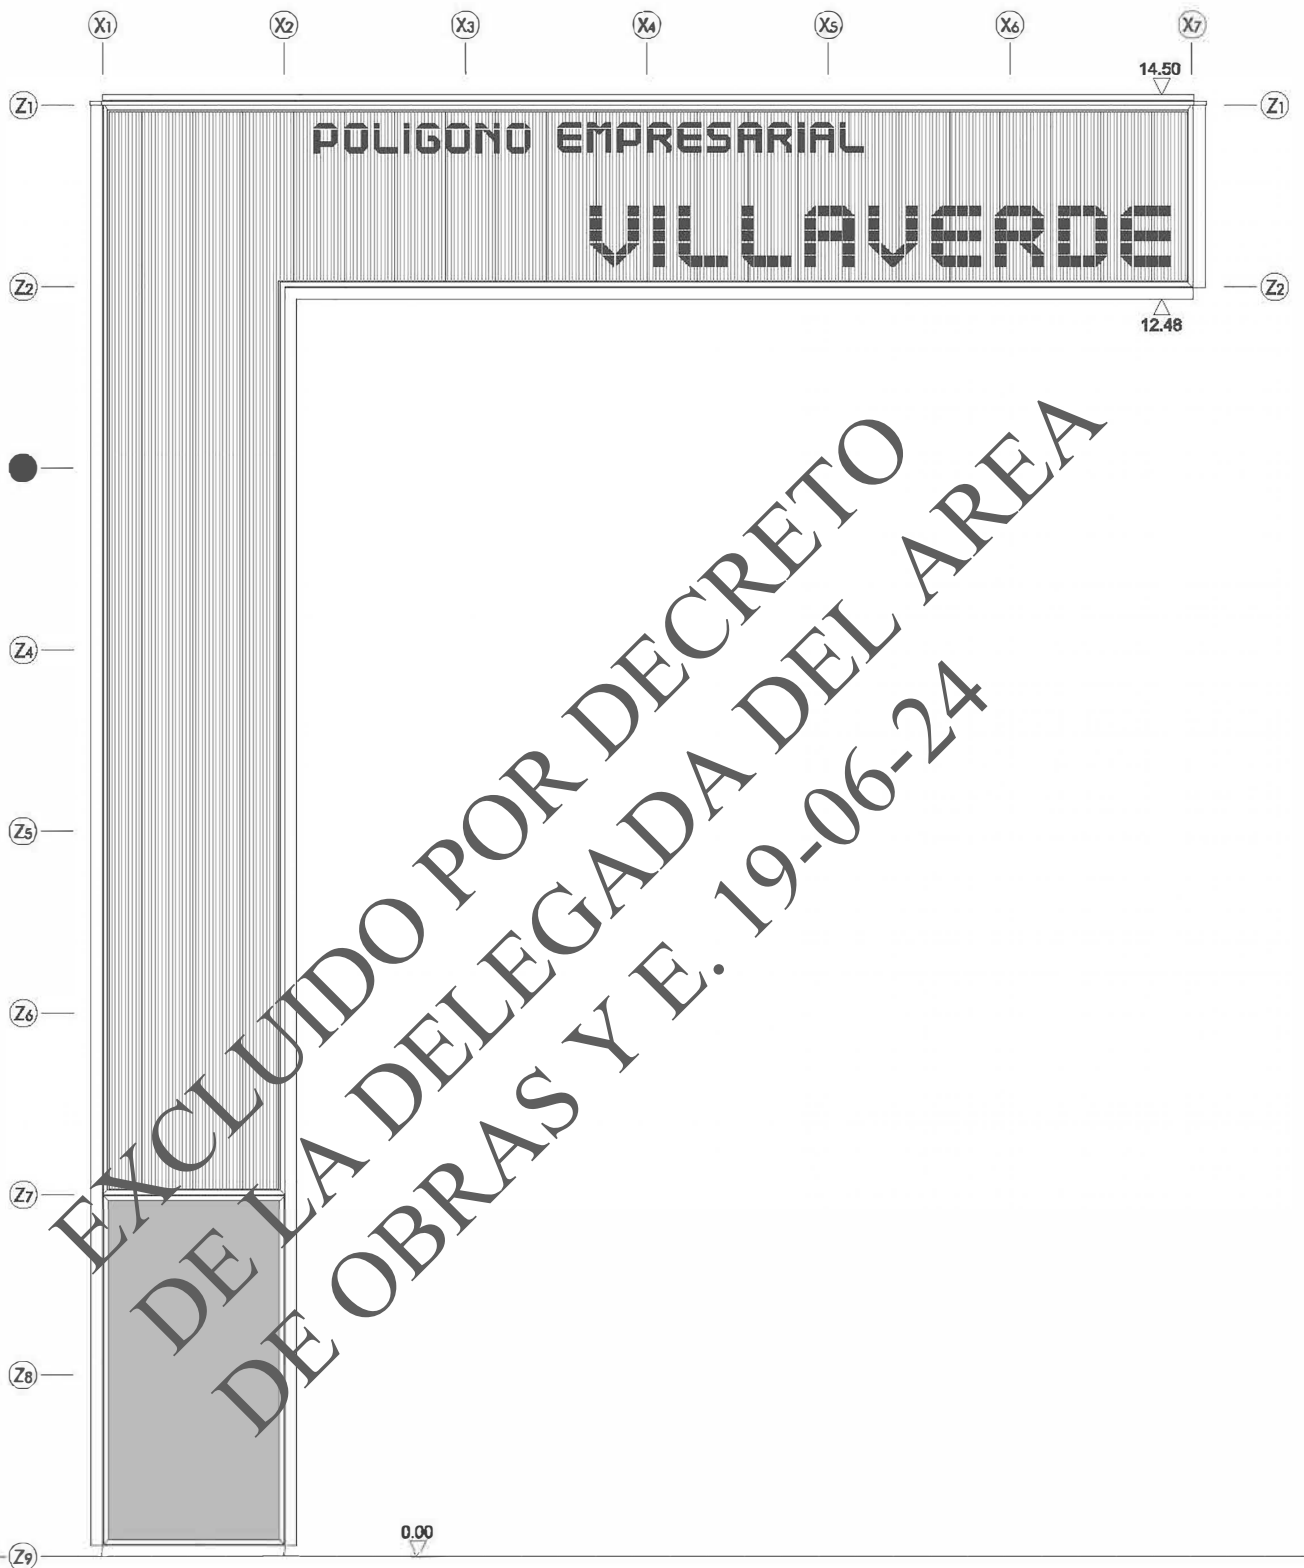 X1 X2 X3 X4 X5 X6 X7
14.50
Z1 Z1
POLiGONO EMPRESARiAL
VILLAVERDE
Z2 Z2
12.48
Z4
Z5
Z6
Z7
Z8
0.00
Z9
EXCLUIDO POR DECRETO
DE LA DELEGADA DEL AREA
DE OBRAS Y E. 19-06-24